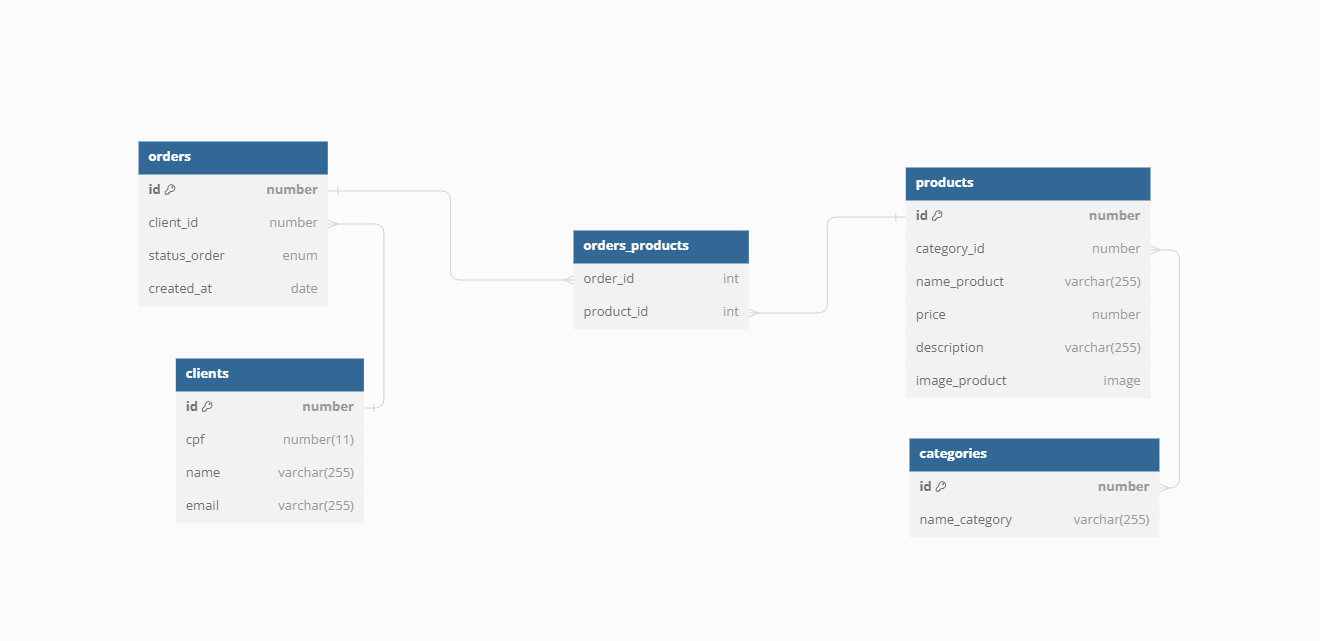 orders
id number
client_id number
status_order enum
created_at date
clients
id number
cpf number(11)
name varchar(255)
email varchar(255)
orders_products
order_id int
product_id int
products
id number
category_id number
name_product varchar(255)
price number
description varchar(255)
image_product image
categories
id number
name_category varchar(255)